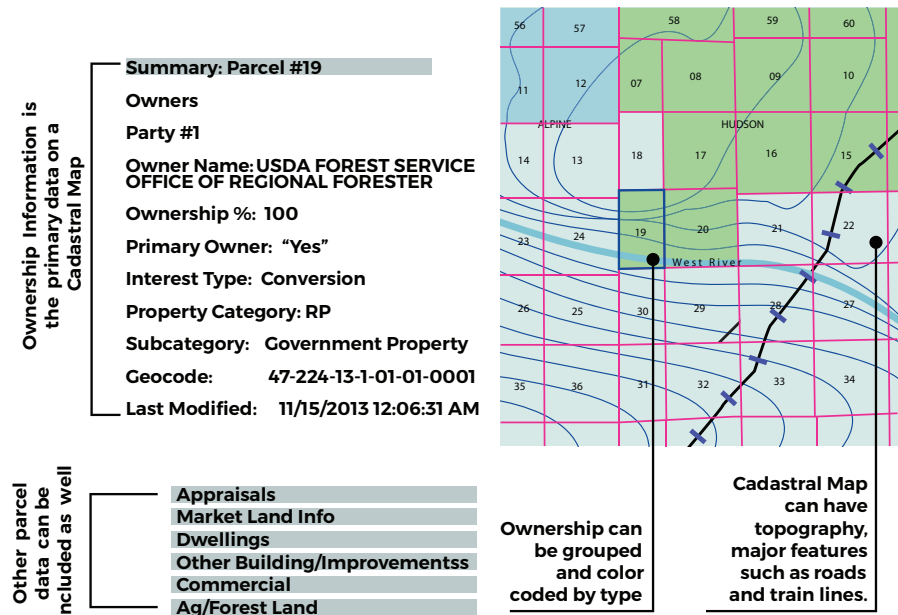 Ownership Information is
the primary data on a
Cadastral Map
Summary: Parcel #19
Owners
Party #1
Owner Name: USDA FOREST SERVICE
OFFICE OF REGIONAL FORESTER
Ownership %: 100
Primary Owner: “Yes”
Interest Type: Conversion
Property Category: RP
Subcategory: Government Property
Geocode: 47-224-13-1-01-01-0001
Last Modified: 11/15/2013 12:06:31 AM
Other parcel
data can be
ncluded as well
Appraisals
Market Land Info
Dwellings
Other Building/Improvementss
Commercial
Ag/Forest Land
56 57 58 59 60
11 12 07 08 09 10
ALPINE HUDSON
14 13 18 17 16 15
23 24 19 20 21 22
West River
26 25 30 29 28 27
35 36 31 32 33 34
Ownership can
be grouped
and color
coded by type
Cadastral Map
can have
topography,
major features
such as roads
and train lines.